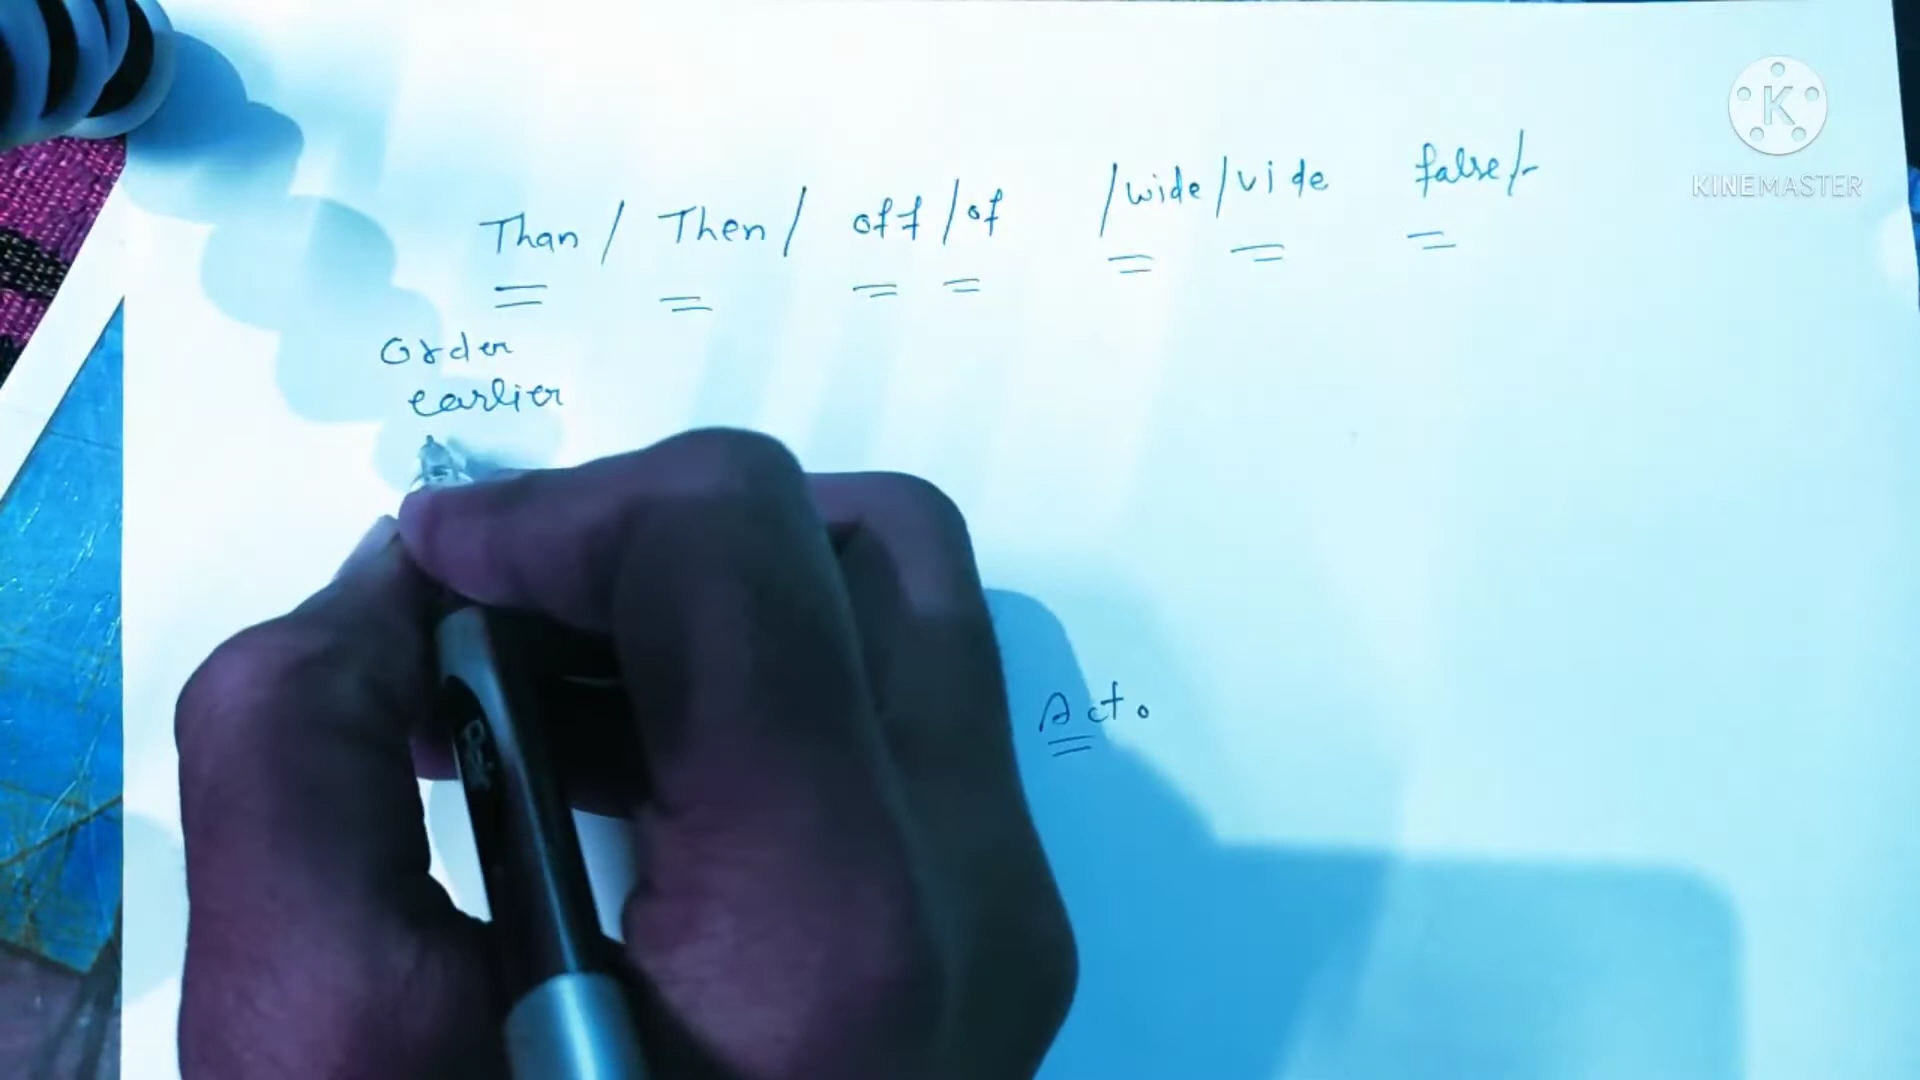 Than / Then / off / of / wide / vide false /-
Order
earlier
Act.
K
KINEMASTER